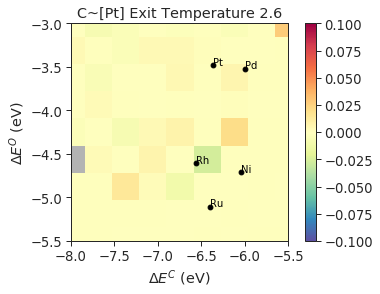 C~[Pt] Exit Temperature 2.6
−3.0
−3.5
−4.0
−4.5
−5.0
−5.5
ΔE^O (eV)
Pt
Pd
Rh
Ni
Ru
−8.0 −7.5 −7.0 −6.5 −6.0 −5.5
ΔE^C (eV)
0.100
0.075
0.050
0.025
0.000
−0.025
−0.050
−0.075
−0.100